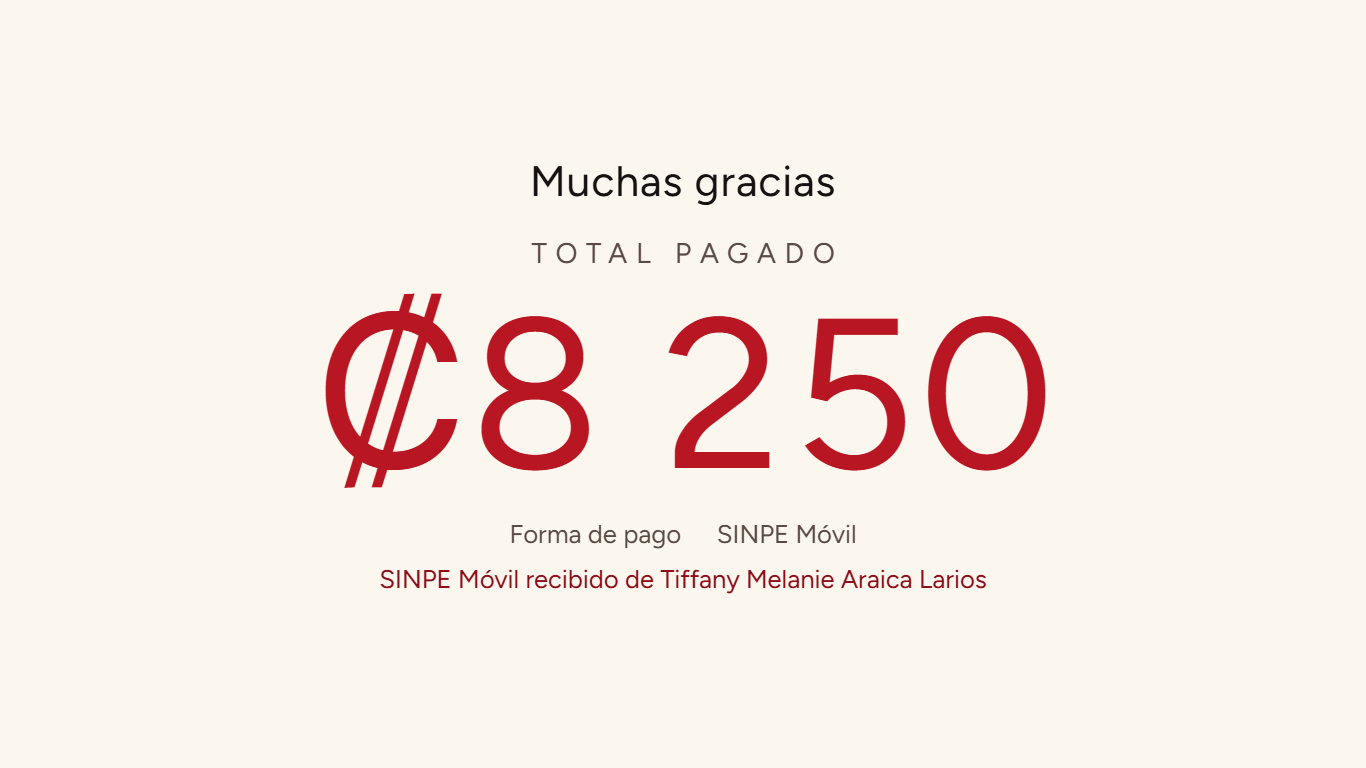 Muchas gracias
TOTAL PAGADO
₡8 250
Forma de pago SINPE Móvil
SINPE Móvil recibido de Tiffany Melanie Araica Larios